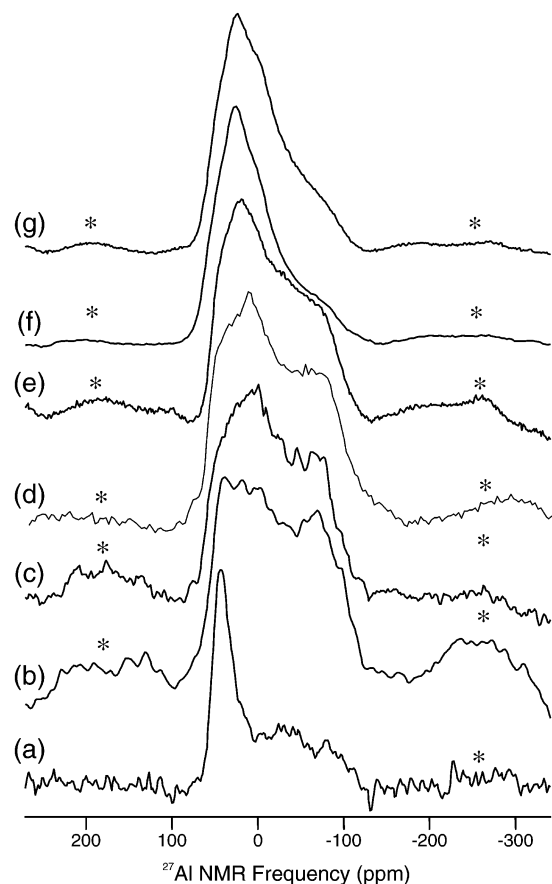 (g)
*
*
(f)
*
*
(e)
*
*
(d)
*
*
(c)
*
*
(b)
*
*
(a)
*
200 100 0 -100 -200 -300
²⁷Al NMR Frequency (ppm)